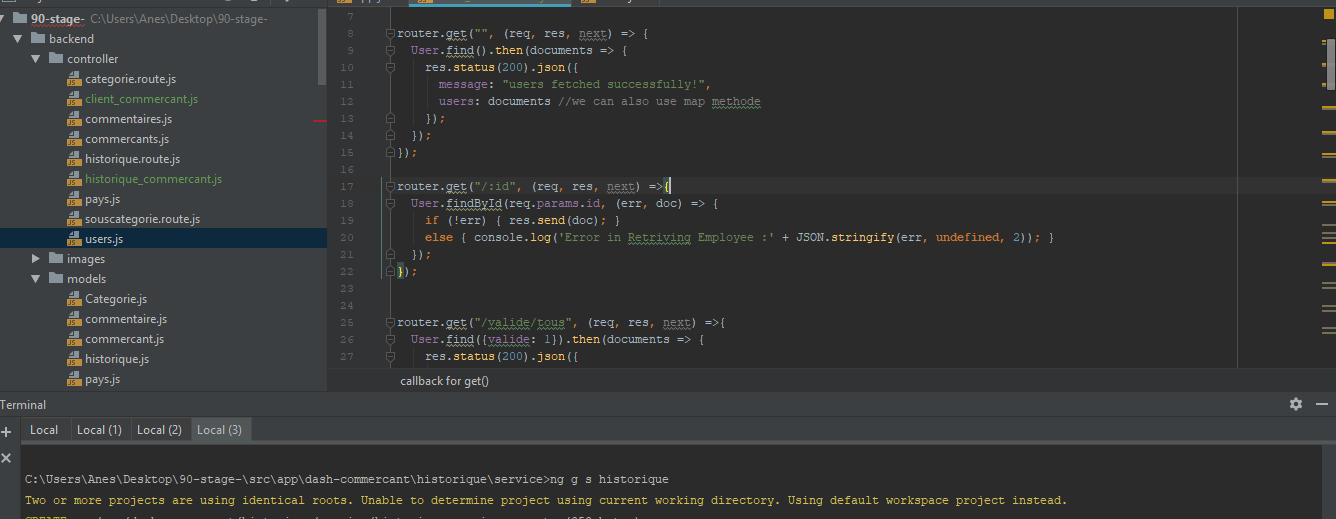 90-stage- C:\Users\Anes\Desktop\90-stage-
backend
controller
categorie.route.js
client_commercant.js
commentaires.js
commercants.js
historique.route.js
historique_commercant.js
pays.js
souscategorie.route.js
users.js
images
models
Categorie.js
commentaire.js
commercant.js
historique.js
pays.js
7
8 router.get("", (req, res, next) => {
9 User.find().then(documents => {
10 res.status(200).json({
11 message: "users fetched successfully!",
12 users: documents //we can also use map methode
13 });
14 });
15 });
16
17 router.get("/:id", (req, res, next) =>{
18 User.findById(req.params.id, (err, doc) => {
19 if (!err) { res.send(doc); }
20 else { console.log('Error in Retriving Employee :' + JSON.stringify(err, undefined, 2)); }
21 });
22 });
23
24
25 router.get("/valide/tous", (req, res, next) =>{
26 User.find({valide: 1}).then(documents => {
27 res.status(200).json({
callback for get()
Terminal
Local Local (1) Local (2) Local (3)
C:\Users\Anes\Desktop\90-stage-\src\app\dash-commercant\historique\service>ng g s historique
Two or more projects are using identical roots. Unable to determine project using current working directory. Using default workspace project instead.